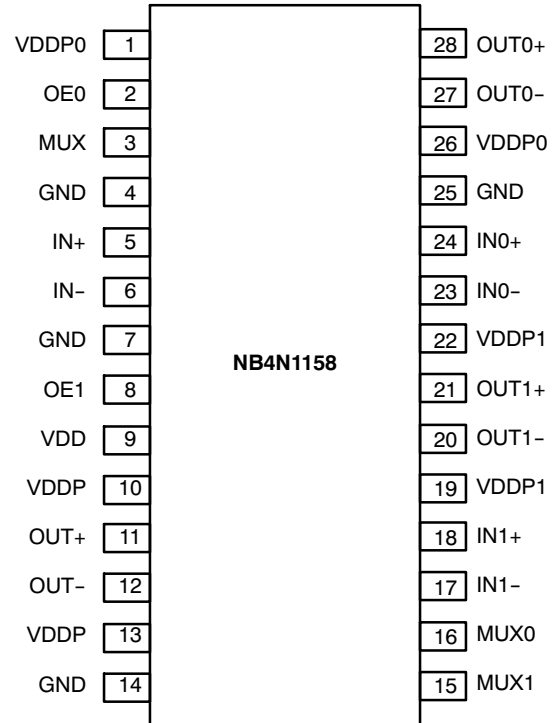 VDDP0 1 28 OUT0+
OE0 2 27 OUT0−
MUX 3 26 VDDP0
GND 4 25 GND
IN+ 5 24 IN0+
IN− 6 23 IN0−
GND 7 22 VDDP1
NB4N1158
OE1 8 21 OUT1+
VDD 9 20 OUT1−
VDDP 10 19 VDDP1
OUT+ 11 18 IN1+
OUT− 12 17 IN1−
VDDP 13 16 MUX0
GND 14 15 MUX1